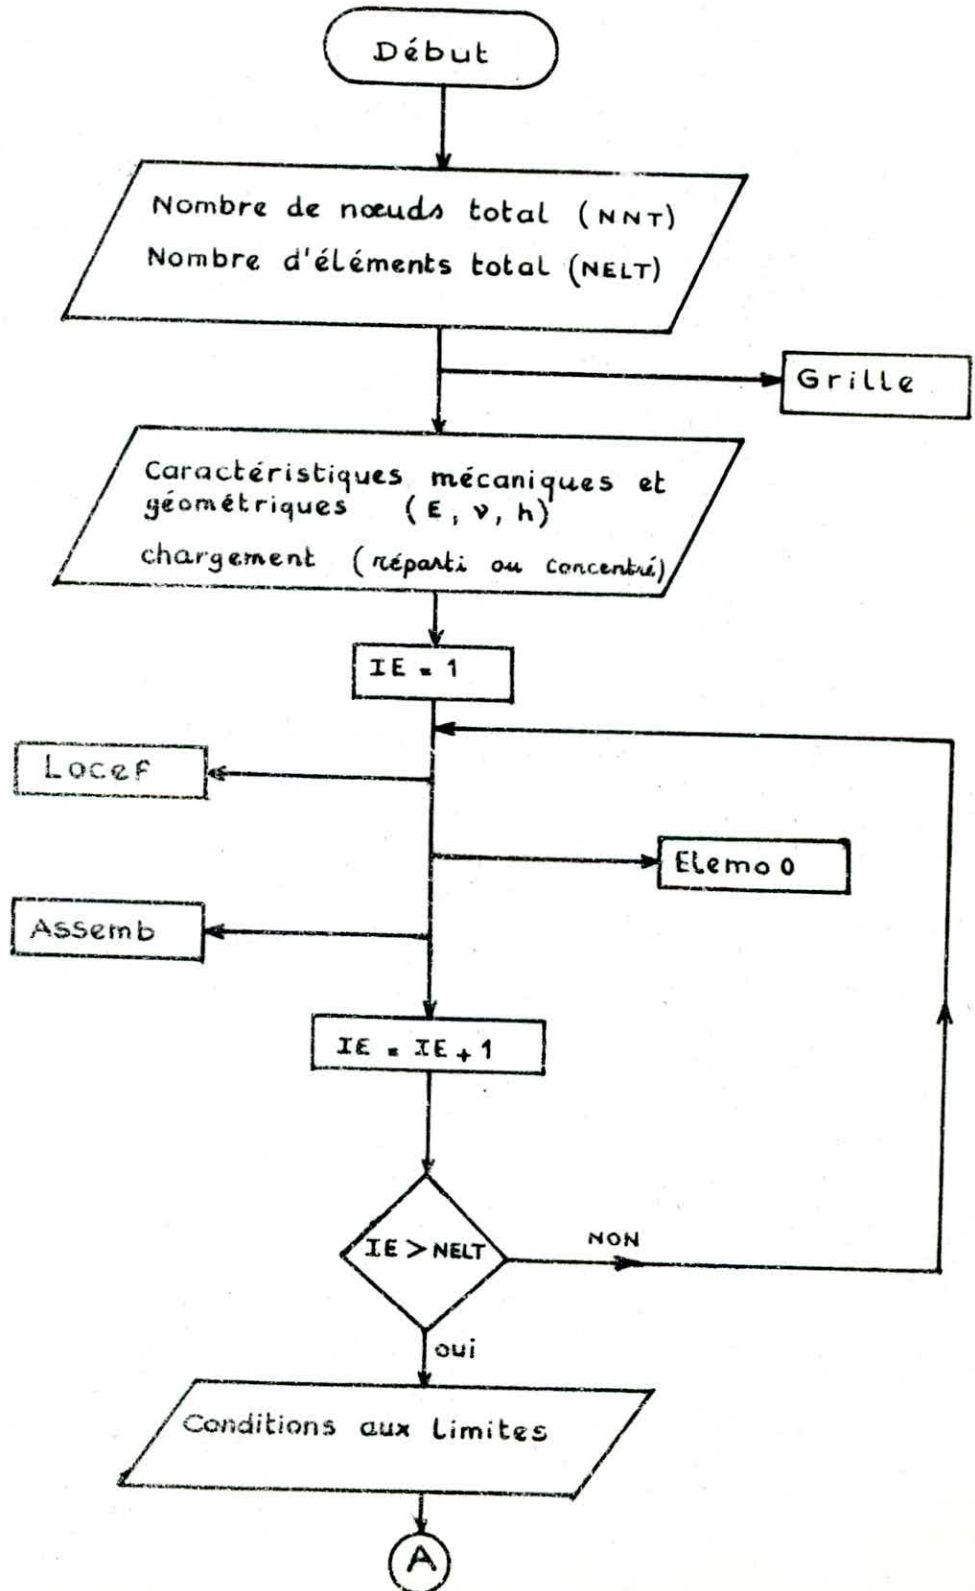 Début
Nombre de nœuds total (NNT)
Nombre d'éléments total (NELT)
Grille
Caractéristiques mécaniques et
géométriques (E, ν, h)
chargement (réparti ou concentré)
IE = 1
Locef
Elemo 0
Assemb
IE = IE + 1
IE > NELT
NON
oui
Conditions aux limites
A